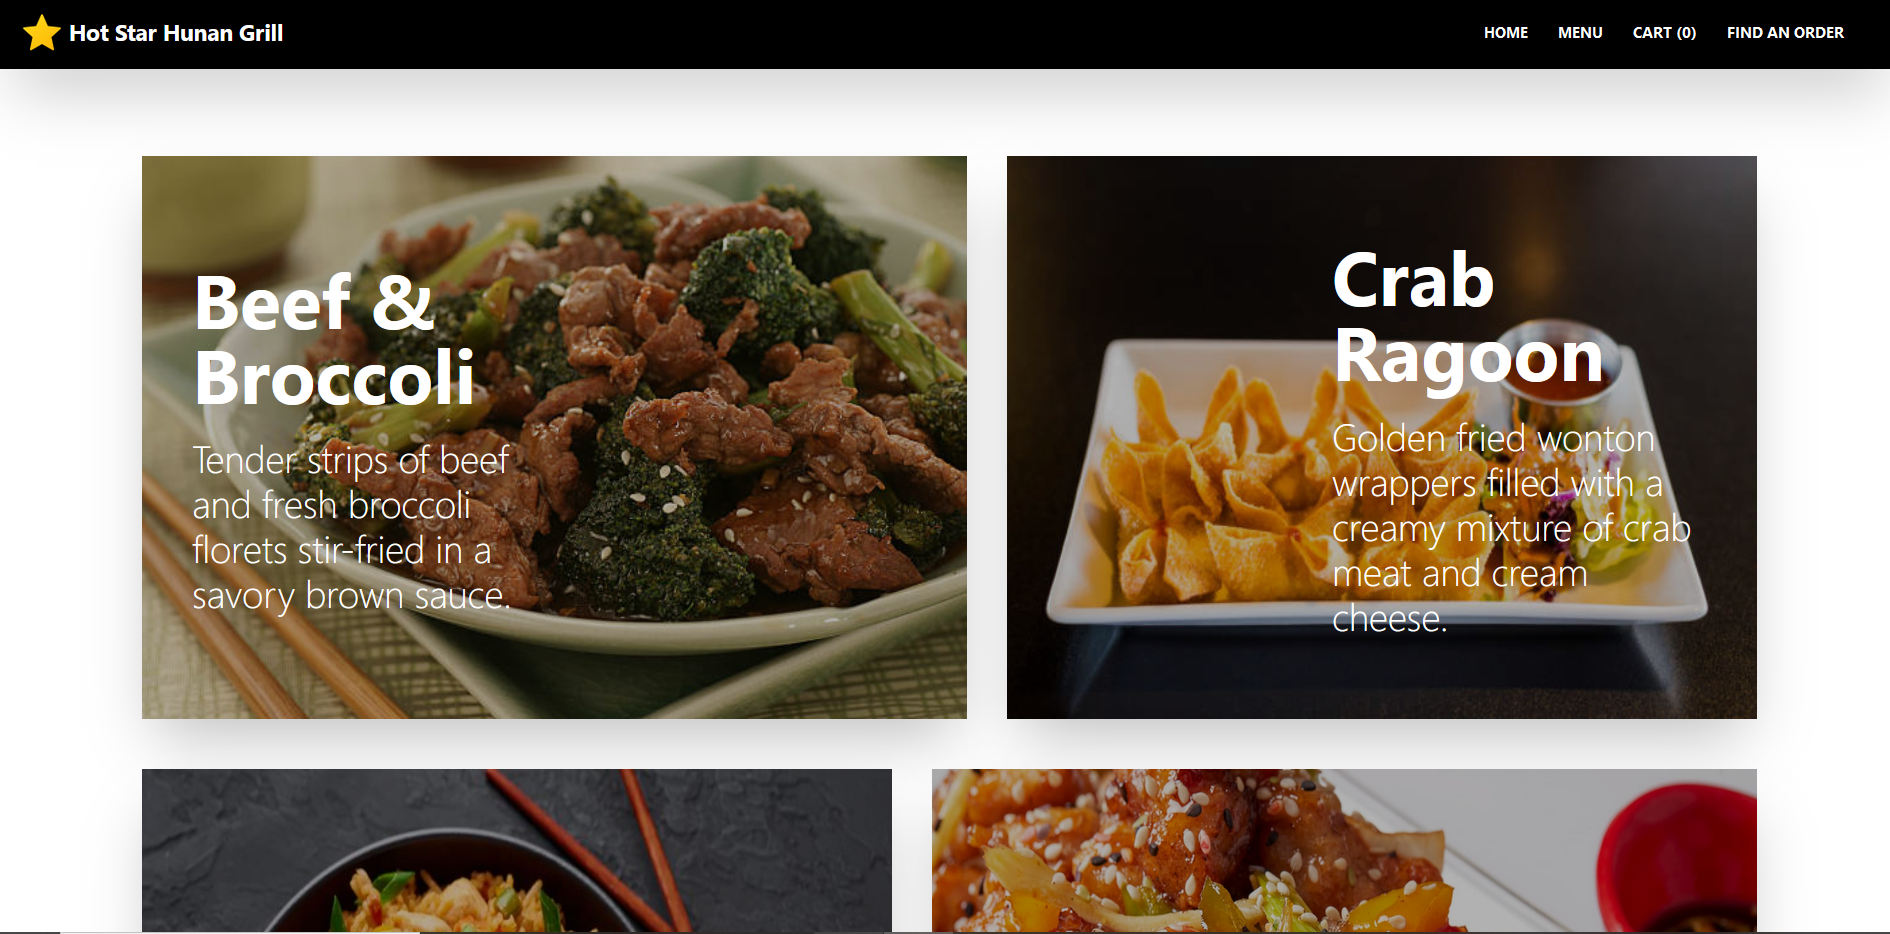 Hot Star Hunan Grill
HOME MENU CART (0) FIND AN ORDER
Beef &
Broccoli
Tender strips of beef
and fresh broccoli
florets stir-fried in a
savory brown sauce.
Crab
Ragoon
Golden fried wonton
wrappers filled with a
creamy mixture of crab
meat and cream
cheese.